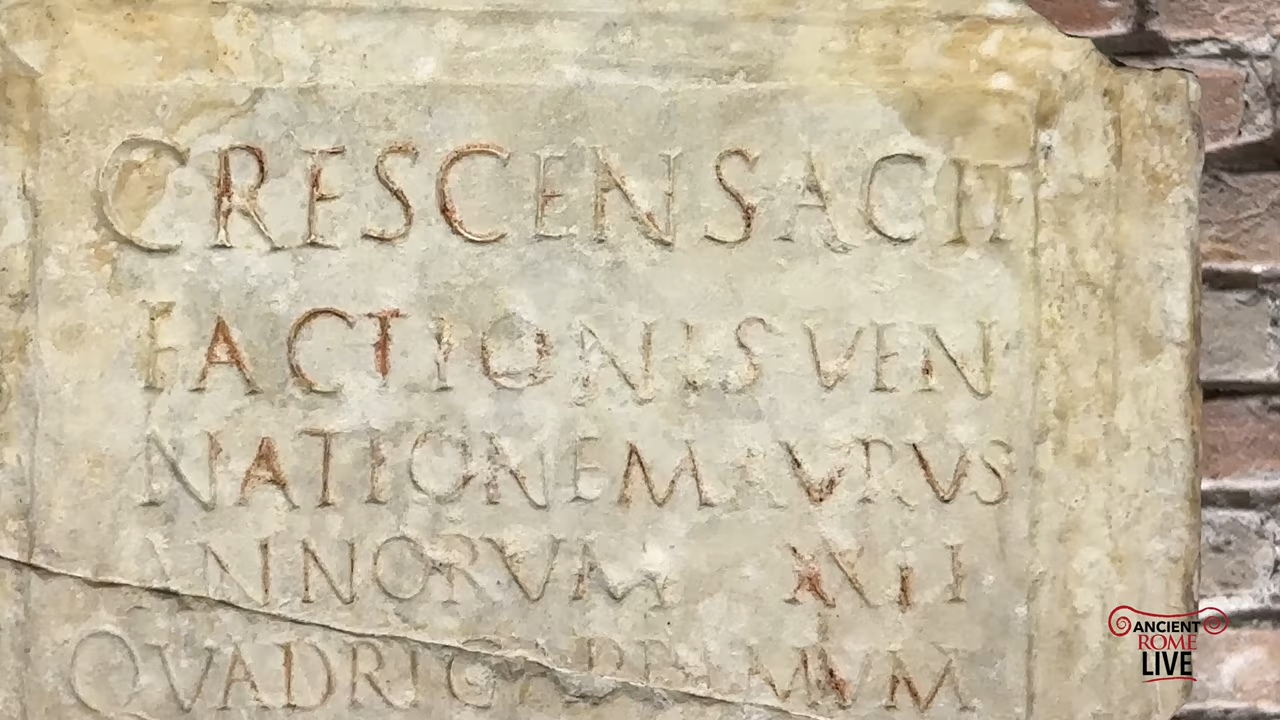 CRESCENS AGIT
FACTIONIS VEN
NATIONE MAVRVS
ANNORVM XXII
QVADRIGA PRIMVM
ANCIENT
ROME
LIVE